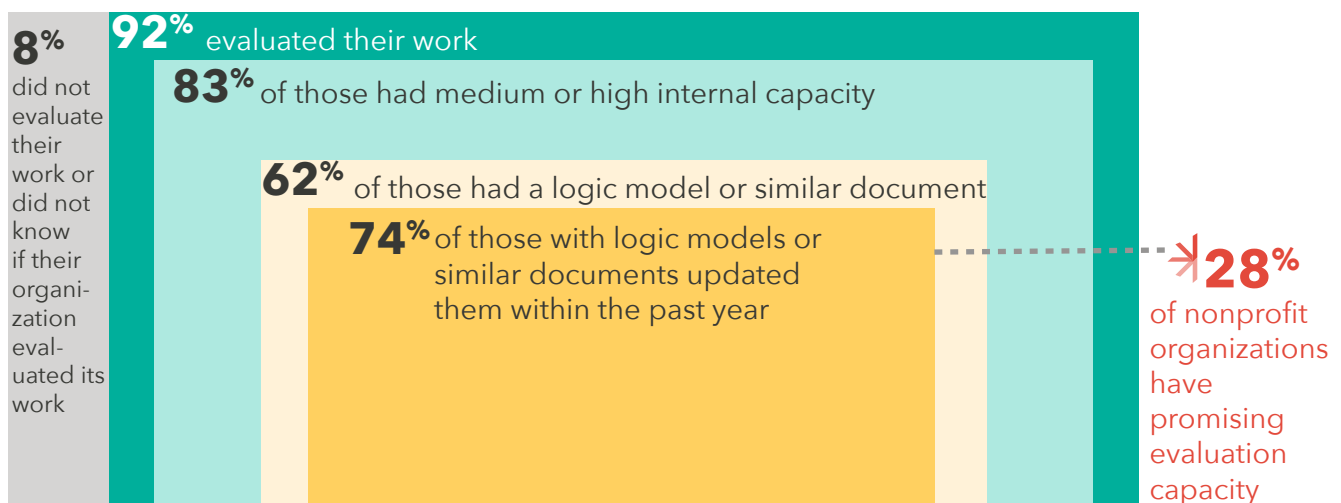 8%
did not
evaluate
their
work or
did not
know
if their
organi-
zation
eval-
uated its
work
92% evaluated their work
83% of those had medium or high internal capacity
62% of those had a logic model or similar document
74% of those with logic models or
similar documents updated
them within the past year
28%
of nonprofit
organizations
have
promising
evaluation
capacity